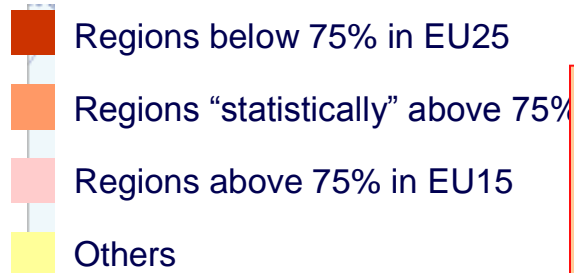 Regions below 75% in EU25
Regions “statistically” above 75%
Regions above 75% in EU15
Others